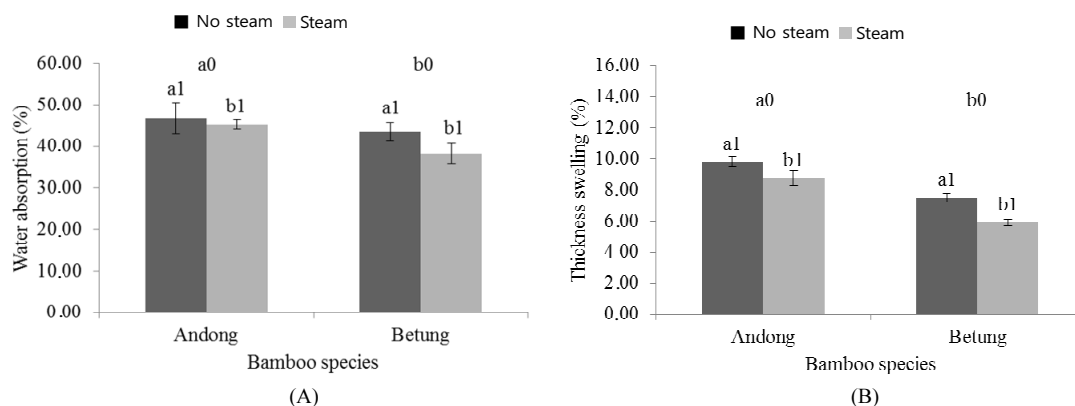 No steam Steam
60.00
50.00
40.00
30.00
20.00
10.00
0.00
Water absorption (%)
a0
b0
a1
b1
a1
b1
Andong
Betung
Bamboo species
(A)
No steam Steam
16.00
14.00
12.00
10.00
8.00
6.00
4.00
2.00
0.00
Thickness swelling (%)
a0
b0
a1
b1
a1
b1
Andong
Betung
Bamboo species
(B)